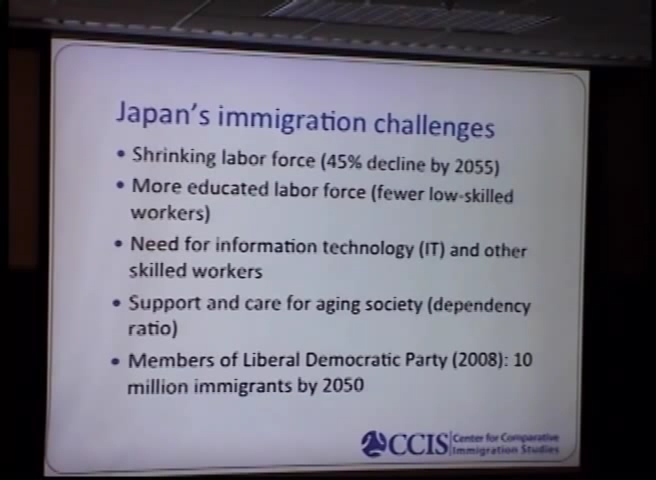 Japan's immigration challenges
• Shrinking labor force (45% decline by 2055)
• More educated labor force (fewer low-skilled
workers)
• Need for information technology (IT) and other
skilled workers
• Support and care for aging society (dependency
ratio)
• Members of Liberal Democratic Party (2008): 10
million immigrants by 2050
CCIS
Center for Comparative
Immigration Studies